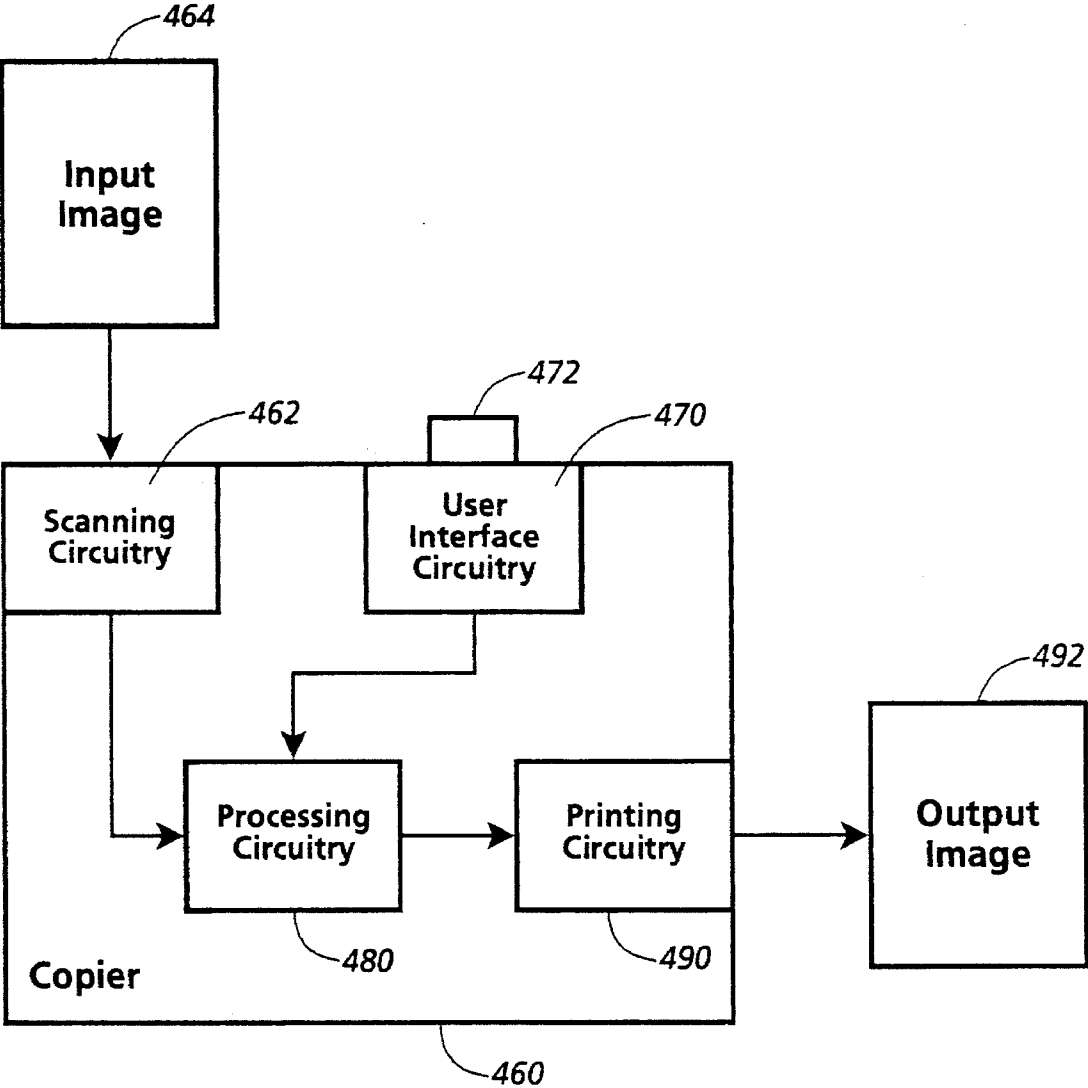 464
Input
Image
472
462
470
Scanning
Circuitry
User
Interface
Circuitry
492
Processing
Circuitry
Printing
Circuitry
Output
Image
480
490
Copier
460